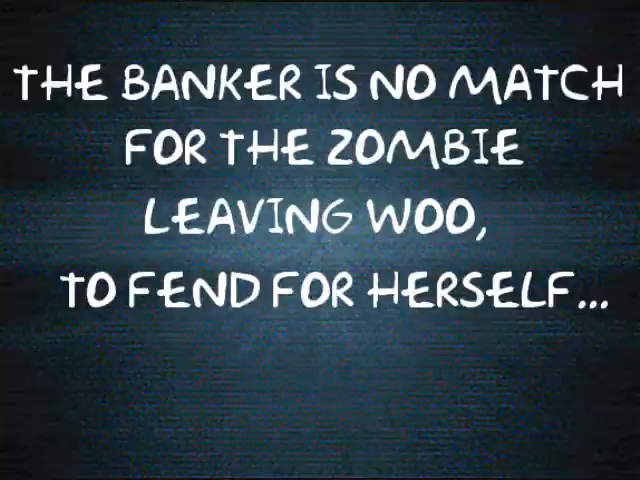 THE BANKER IS NO MATCH
FOR THE ZOMBIE
LEAVING WOO,
TO FEND FOR HERSELF...